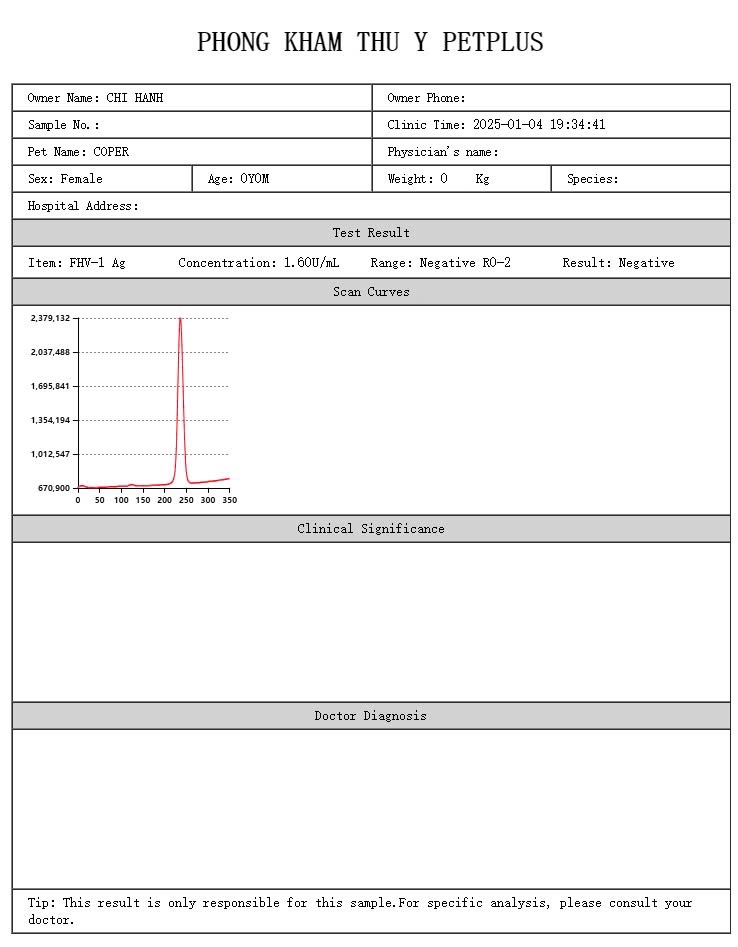 PHONG KHAM THU Y PETPLUS
Owner Name: CHI HANH
Owner Phone:
Sample No.:
Clinic Time: 2025-01-04 19:34:41
Pet Name: COPER
Physician's name:
Sex: Female
Age: 0Y0M
Weight: 0 Kg
Species:
Hospital Address:
Test Result
Item: FHV-1 Ag
Concentration: 1.60U/mL
Range: Negative R0-2
Result: Negative
Scan Curves
2,379,132
2,037,488
1,695,841
1,354,194
1,012,547
670,900
0 50 100 150 200 250 300 350
Clinical Significance
Doctor Diagnosis
Tip: This result is only responsible for this sample.For specific analysis, please consult your
doctor.